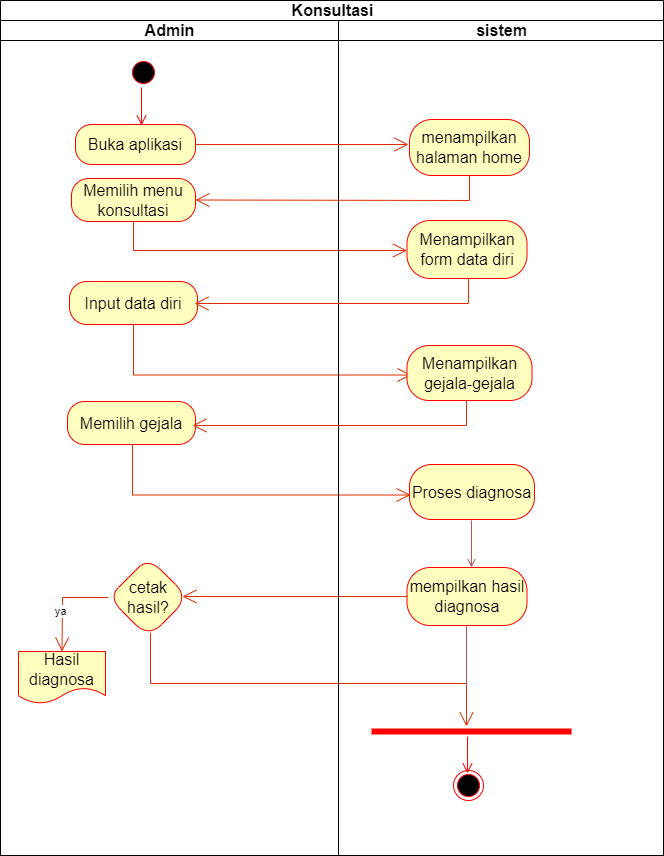 Konsultasi
Admin
sistem
Buka aplikasi
menampilkan
halaman home
Memilih menu
konsultasi
Menampilkan
form data diri
Input data diri
Menampilkan
gejala-gejala
Memilih gejala
Proses diagnosa
mempilkan hasil
diagnosa
cetak
hasil?
ya
Hasil
diagnosa